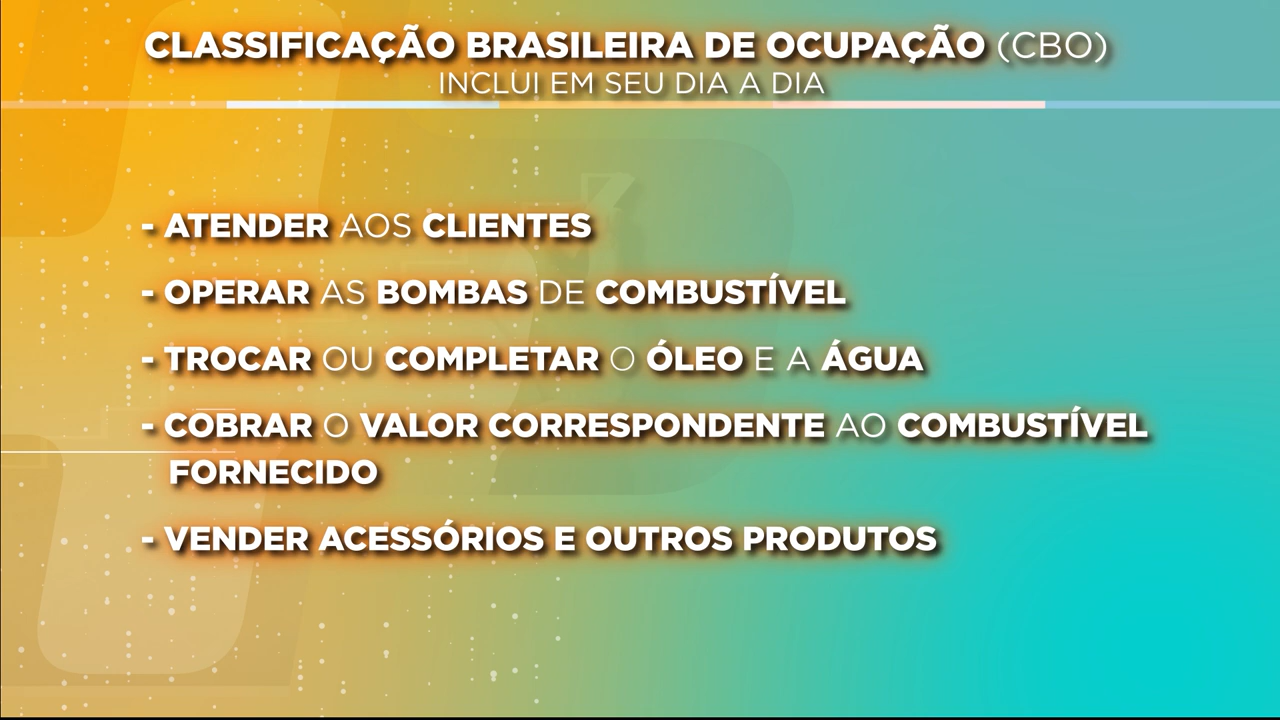 CLASSIFICAÇÃO BRASILEIRA DE OCUPAÇÃO (CBO)
INCLUI EM SEU DIA A DIA
- ATENDER AOS CLIENTES
- OPERAR AS BOMBAS DE COMBUSTÍVEL
- TROCAR OU COMPLETAR O ÓLEO E A ÁGUA
- COBRAR O VALOR CORRESPONDENTE AO COMBUSTÍVEL
FORNECIDO
- VENDER ACESSÓRIOS E OUTROS PRODUTOS